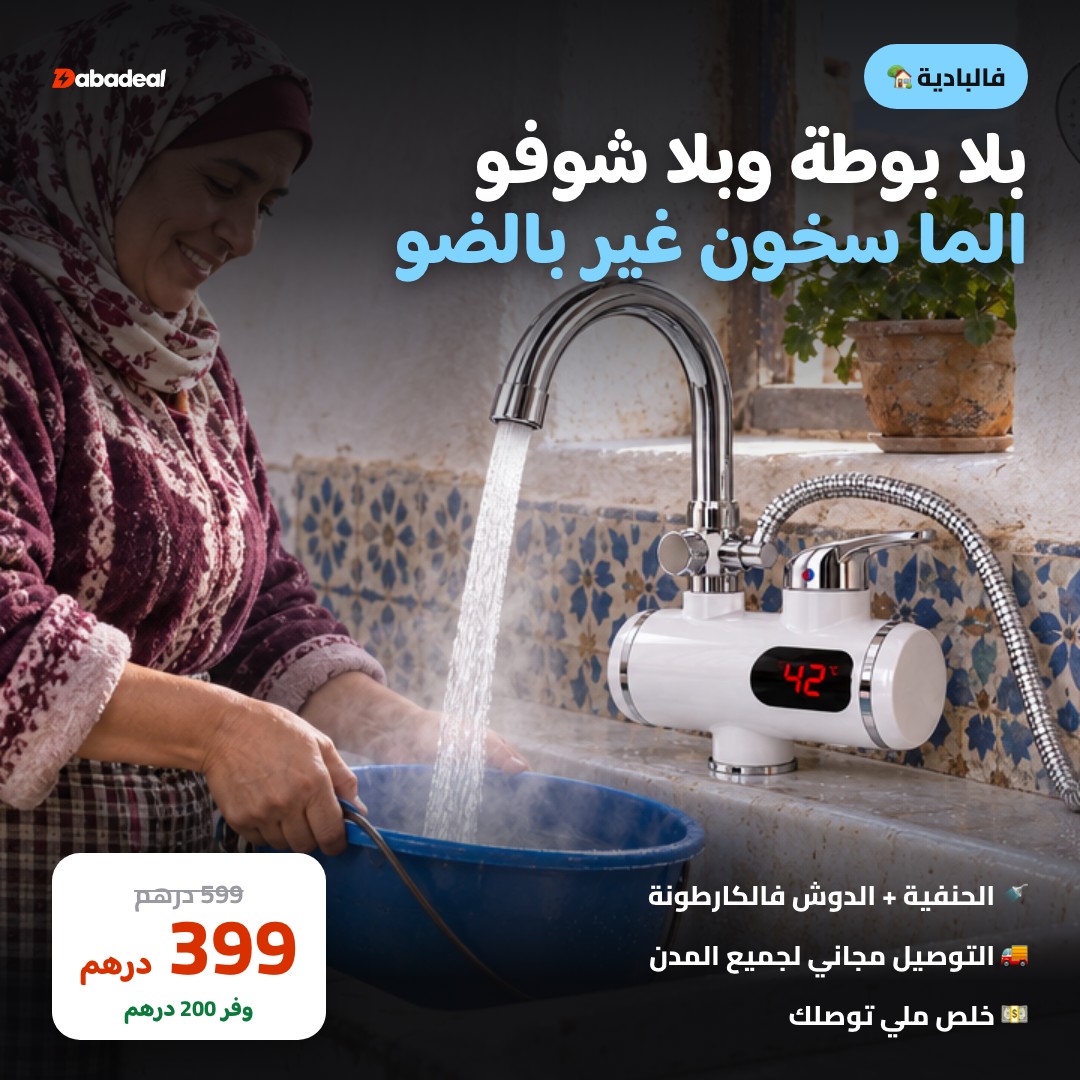 Dabadeal
فالبادية 🏡
بلا بوطة وبلا شوفو
الما سخون غير بالضو
42 °C
599 درهم
399 درهم
وفر 200 درهم
🚿 الحنفية + الدوش فالكارطونة
🚚 التوصيل مجاني لجميع المدن
💵 خلص ملي توصلك